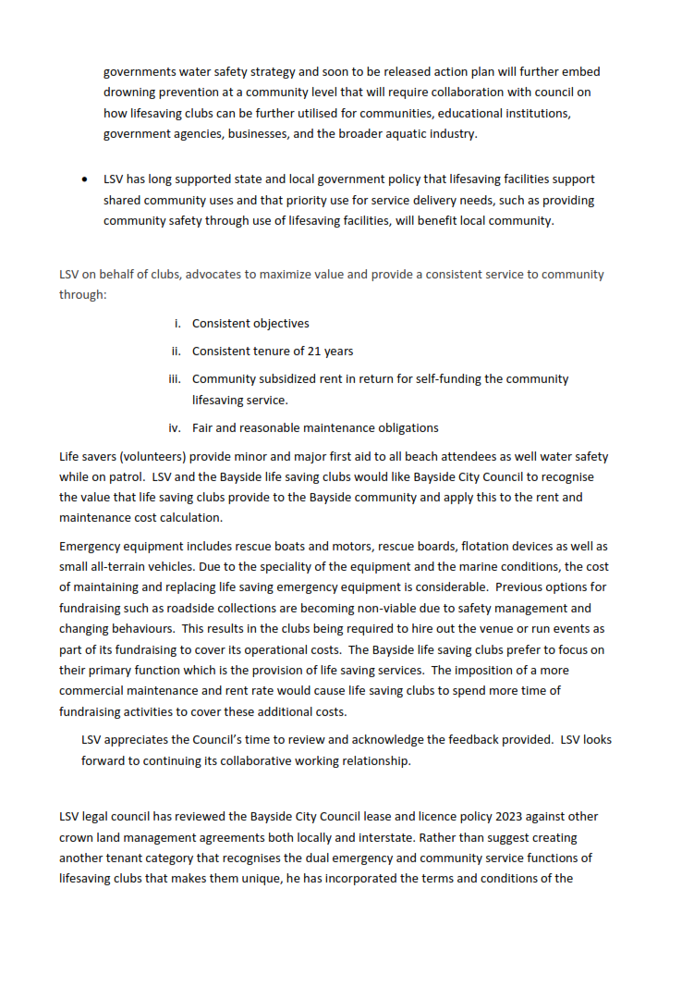 governments water safety strategy and soon to be released action plan will further embed
drowning prevention at a community level that will require collaboration with council on
how lifesaving clubs can be further utilised for communities, educational institutions,
government agencies, businesses, and the broader aquatic industry.
• LSV has long supported state and local government policy that lifesaving facilities support
shared community uses and that priority use for service delivery needs, such as providing
community safety through use of lifesaving facilities, will benefit local community.
LSV on behalf of clubs, advocates to maximize value and provide a consistent service to community
through:
i. Consistent objectives
ii. Consistent tenure of 21 years
iii. Community subsidized rent in return for self-funding the community
lifesaving service.
iv. Fair and reasonable maintenance obligations
Life savers (volunteers) provide minor and major first aid to all beach attendees as well water safety
while on patrol. LSV and the Bayside life saving clubs would like Bayside City Council to recognise
the value that life saving clubs provide to the Bayside community and apply this to the rent and
maintenance cost calculation.
Emergency equipment includes rescue boats and motors, rescue boards, flotation devices as well as
small all-terrain vehicles. Due to the speciality of the equipment and the marine conditions, the cost
of maintaining and replacing life saving emergency equipment is considerable. Previous options for
fundraising such as roadside collections are becoming non-viable due to safety management and
changing behaviours. This results in the clubs being required to hire out the venue or run events as
part of its fundraising to cover its operational costs. The Bayside life saving clubs prefer to focus on
their primary function which is the provision of life saving services. The imposition of a more
commercial maintenance and rent rate would cause life saving clubs to spend more time of
fundraising activities to cover these additional costs.
LSV appreciates the Council's time to review and acknowledge the feedback provided. LSV looks
forward to continuing its collaborative working relationship.
LSV legal council has reviewed the Bayside City Council lease and licence policy 2023 against other
crown land management agreements both locally and interstate. Rather than suggest creating
another tenant category that recognises the dual emergency and community service functions of
lifesaving clubs that makes them unique, he has incorporated the terms and conditions of the